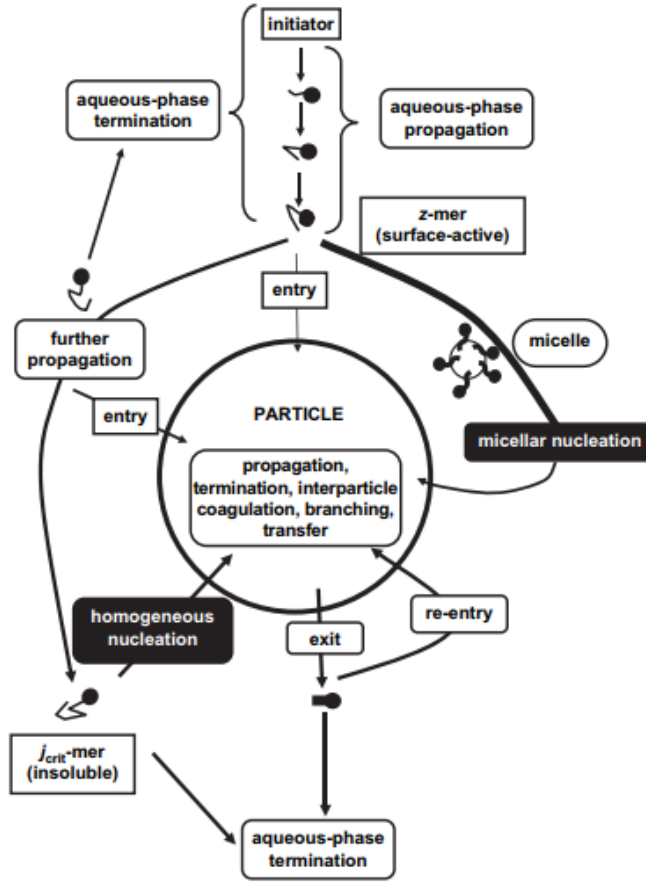 initiator
aqueous-phase
termination
aqueous-phase
propagation
z-mer
(surface-active)
entry
further
propagation
micelle
entry
PARTICLE
micellar nucleation
propagation,
termination, interparticle
coagulation, branching,
transfer
homogeneous
nucleation
exit
re-entry
jcrit-mer
(insoluble)
aqueous-phase
termination